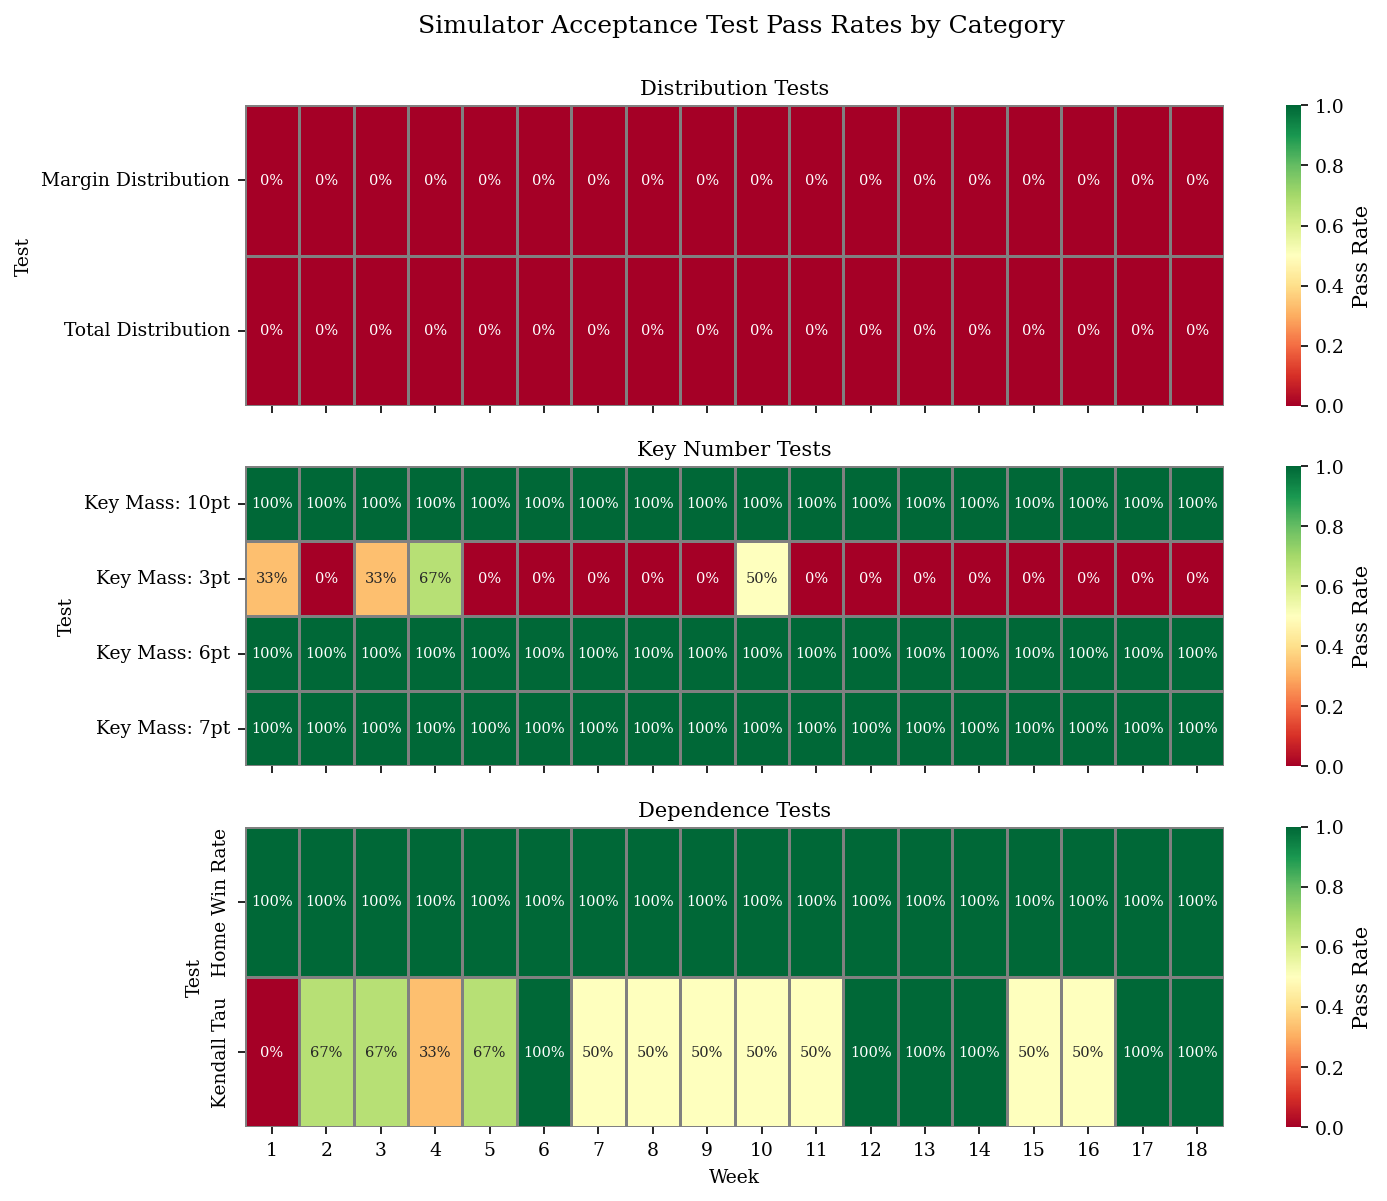 Simulator Acceptance Test Pass Rates by Category
Distribution Tests
Test
Margin Distribution
0% 0% 0% 0% 0% 0% 0% 0% 0% 0% 0% 0% 0% 0% 0% 0% 0% 0%
Total Distribution
0% 0% 0% 0% 0% 0% 0% 0% 0% 0% 0% 0% 0% 0% 0% 0% 0% 0%
1.0
0.8
0.6
0.4
0.2
0.0
Pass Rate
Key Number Tests
Test
Key Mass: 10pt
100% 100% 100% 100% 100% 100% 100% 100% 100% 100% 100% 100% 100% 100% 100% 100% 100% 100%
Key Mass: 3pt
33% 0% 33% 67% 0% 0% 0% 0% 0% 50% 0% 0% 0% 0% 0% 0% 0% 0%
Key Mass: 6pt
100% 100% 100% 100% 100% 100% 100% 100% 100% 100% 100% 100% 100% 100% 100% 100% 100% 100%
Key Mass: 7pt
100% 100% 100% 100% 100% 100% 100% 100% 100% 100% 100% 100% 100% 100% 100% 100% 100% 100%
1.0
0.8
0.6
0.4
0.2
0.0
Pass Rate
Dependence Tests
Test
Home Win Rate
100% 100% 100% 100% 100% 100% 100% 100% 100% 100% 100% 100% 100% 100% 100% 100% 100% 100%
Kendall Tau
0% 67% 67% 33% 67% 100% 50% 50% 50% 50% 50% 100% 100% 100% 50% 50% 100% 100%
1.0
0.8
0.6
0.4
0.2
0.0
Pass Rate
1 2 3 4 5 6 7 8 9 10 11 12 13 14 15 16 17 18
Week